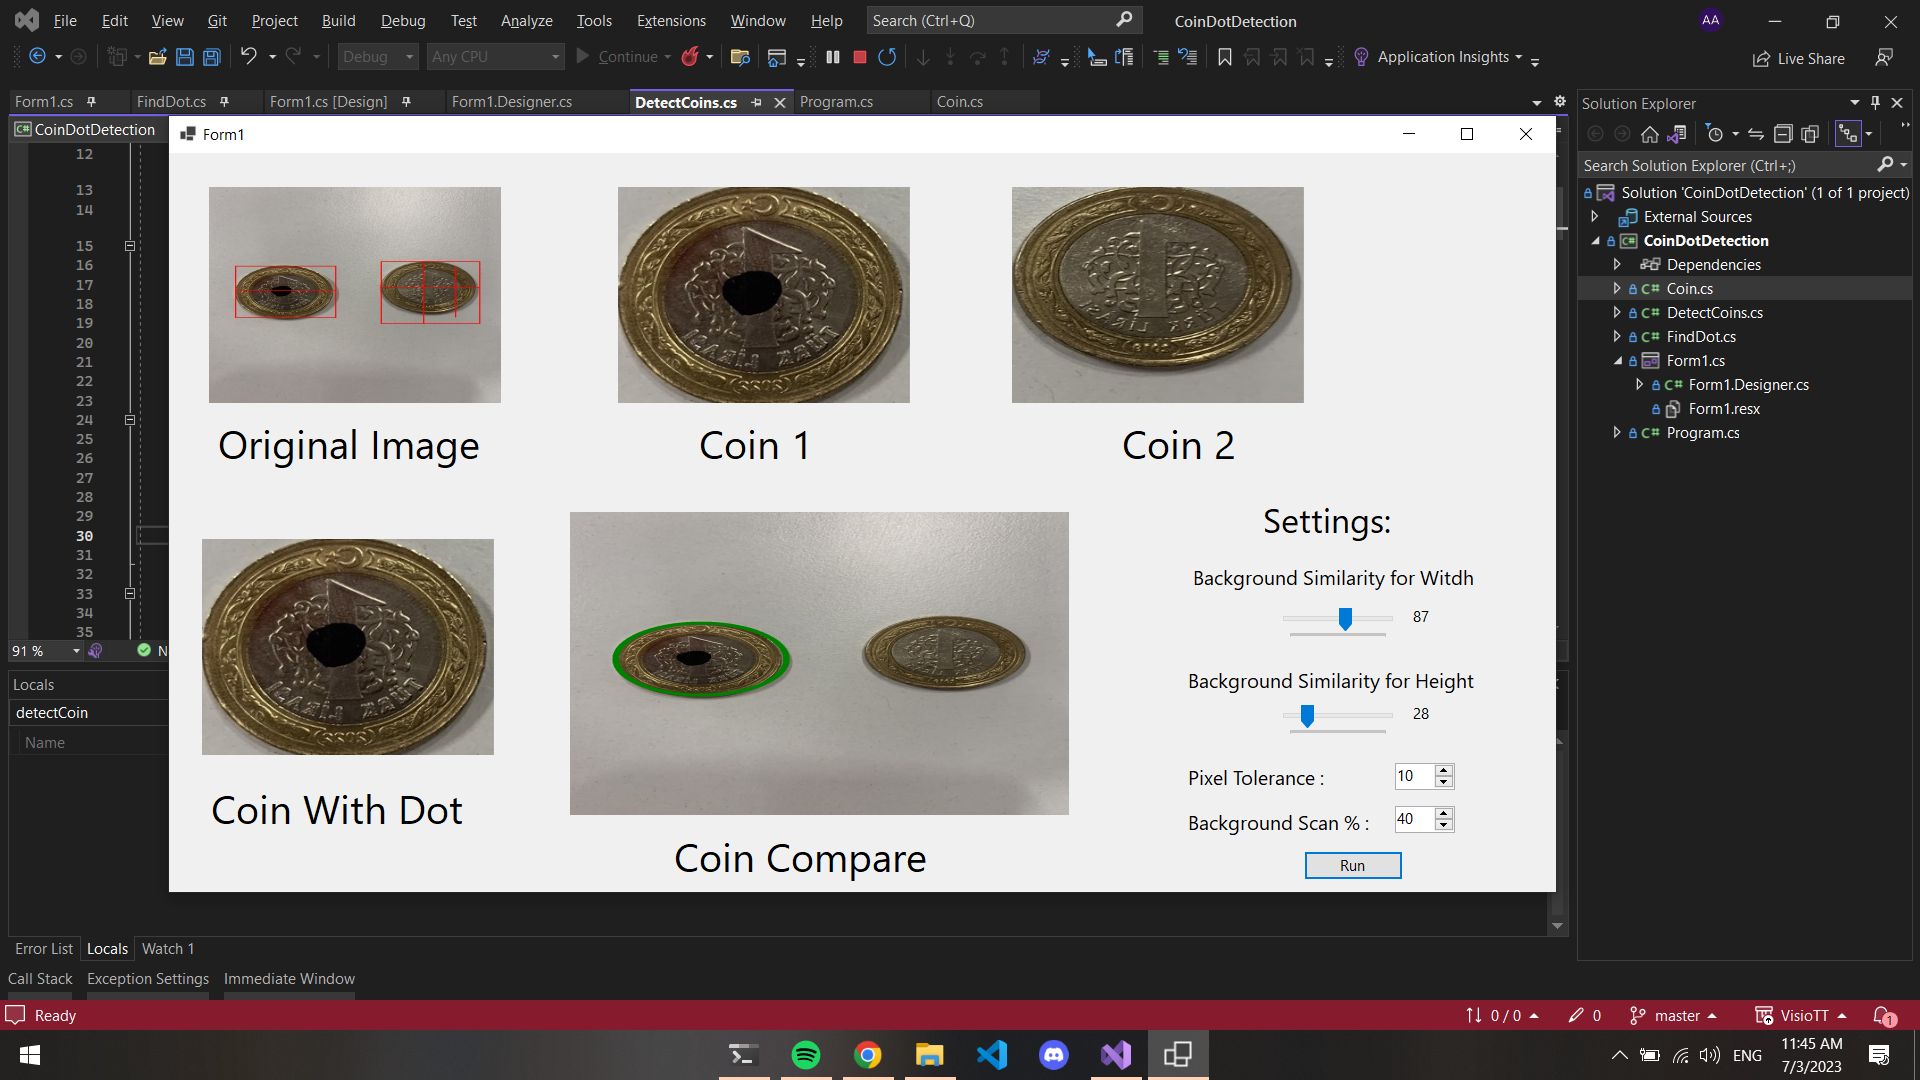 File Edit View Git Project Build Debug Test Analyze Tools Extensions Window Help Search (Ctrl+Q) CoinDotDetection AA
Debug Any CPU Continue Application Insights Live Share
Form1.cs FindDot.cs Form1.cs [Design] Form1.Designer.cs DetectCoins.cs Program.cs Coin.cs
CoinDotDetection
12
13
14
15
16
17
18
19
20
21
22
23
24
25
26
27
28
29
30
31
32
33
34
35
91 % N
Locals
detectCoin
Name
Form1
Original Image
Coin 1
Coin 2
Coin With Dot
Coin Compare
Settings:
Background Similarity for Witdh
87
Background Similarity for Height
28
Pixel Tolerance : 10
Background Scan % : 40
Run
Solution Explorer
Search Solution Explorer (Ctrl+;)
Solution 'CoinDotDetection' (1 of 1 project)
External Sources
CoinDotDetection
Dependencies
C# Coin.cs
C# DetectCoins.cs
C# FindDot.cs
Form1.cs
C# Form1.Designer.cs
Form1.resx
C# Program.cs
Error List Locals Watch 1
Call Stack Exception Settings Immediate Window
Ready 0 / 0 0 master VisioTT 1
ENG 11:45 AM
7/3/2023